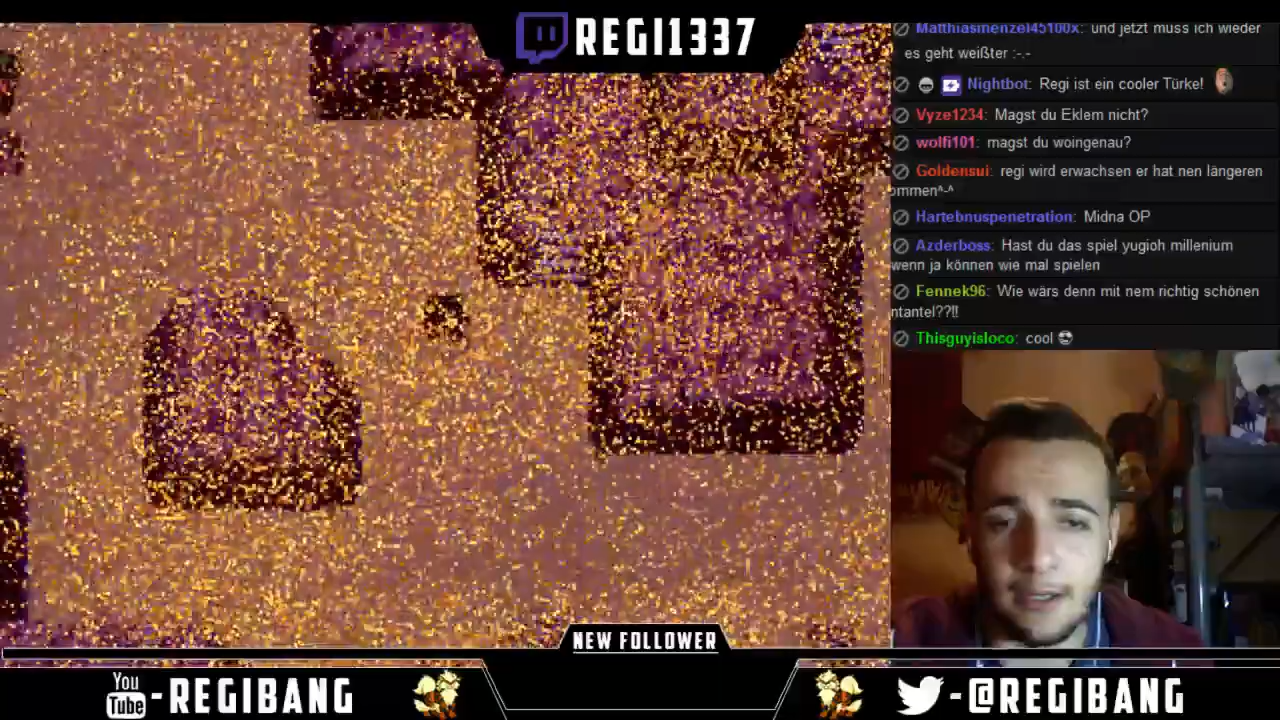 REGI1337
Matthiasmenzel45100x: und jetzt muss ich wieder
es geht weißter :-.-
Nightbot: Regi ist ein cooler Türke!
Vyze1234: Magst du Eklem nicht?
wolfi101: magst du woingenau?
Goldensui: regi wird erwachsen er hat nen längeren
ommen^-^
Hartebnuspenetration: Midna OP
Azderboss: Hast du das spiel yugioh millenium
wenn ja können wie mal spielen
Fennek96: Wie wärs denn mit nem richtig schönen
ntantel??!!
Thisguyisloco: cool
NEW FOLLOWER
You Tube -REGIBANG
-@REGIBANG